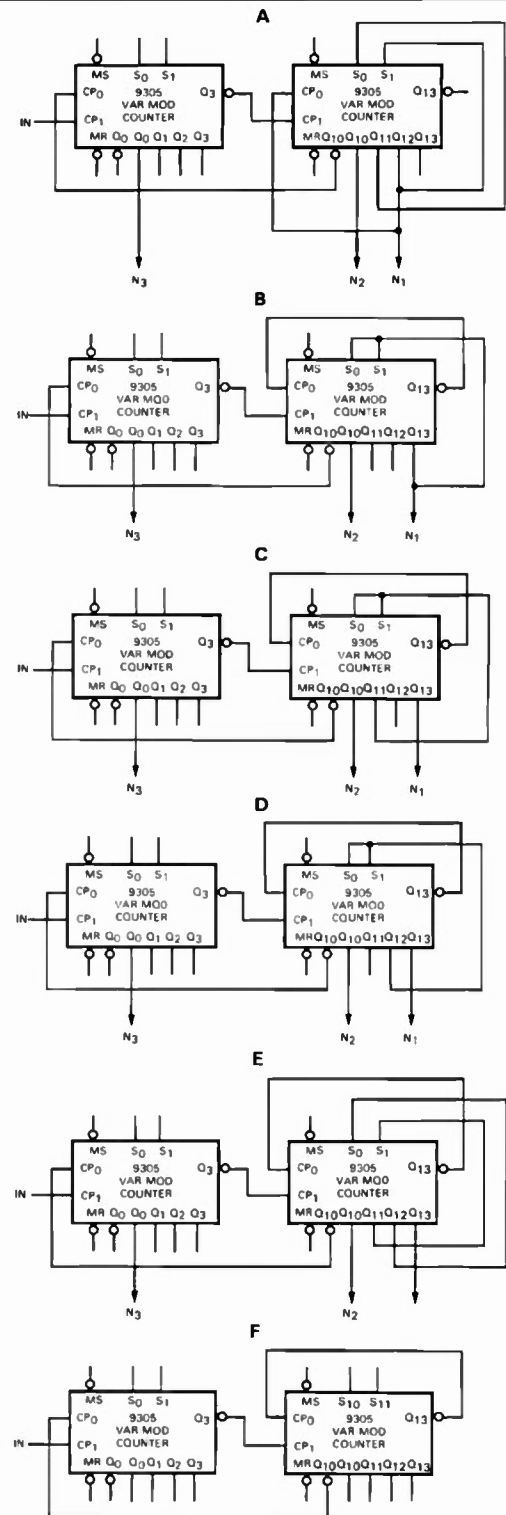 A
MS S0 S1 MS S0 S1
CP0 9305 Q3 CP0 9305 Q13
VAR MOD VAR MOD
IN CP1 COUNTER CP1 COUNTER
MR Q0 Q0 Q1 Q2 Q3 MR Q10 Q10 Q11 Q12 Q13
N3 N2 N1
B
MS S0 S1 MS S0 S1
CP0 9305 Q3 CP0 9305 Q13
VAR MOD VAR MOD
IN CP1 COUNTER CP1 COUNTER
MR Q0 Q0 Q1 Q2 Q3 MR Q10 Q10 Q11 Q12 Q13
N3 N2 N1
C
MS S0 S1 MS S0 S1
CP0 9305 Q3 CP0 9305 Q13
VAR MOD VAR MOD
IN CP1 COUNTER CP1 COUNTER
MR Q0 Q0 Q1 Q2 Q3 MR Q10 Q10 Q11 Q12 Q13
N3 N2 N1
D
MS S0 S1 MS S0 S1
CP0 9305 Q3 CP0 9305 Q13
VAR MOD VAR MOD
IN CP1 COUNTER CP1 COUNTER
MR Q0 Q0 Q1 Q2 Q3 MR Q10 Q10 Q11 Q12 Q13
N3 N2 N1
E
MS S0 S1 MS S0 S1
CP0 9305 Q3 CP0 9305 Q13
VAR MOD VAR MOD
IN CP1 COUNTER CP1 COUNTER
MR Q0 Q0 Q1 Q2 Q3 MR Q10 Q10 Q11 Q12 Q13
N3 N2
F
MS S0 S1 MS S10 S11
CP0 9305 Q3 CP0 9305 Q13
VAR MOD VAR MOD
IN CP1 COUNTER CP1 COUNTER
MR Q0 Q0 Q1 Q2 Q3 MR Q10 Q10 Q11 Q12 Q13